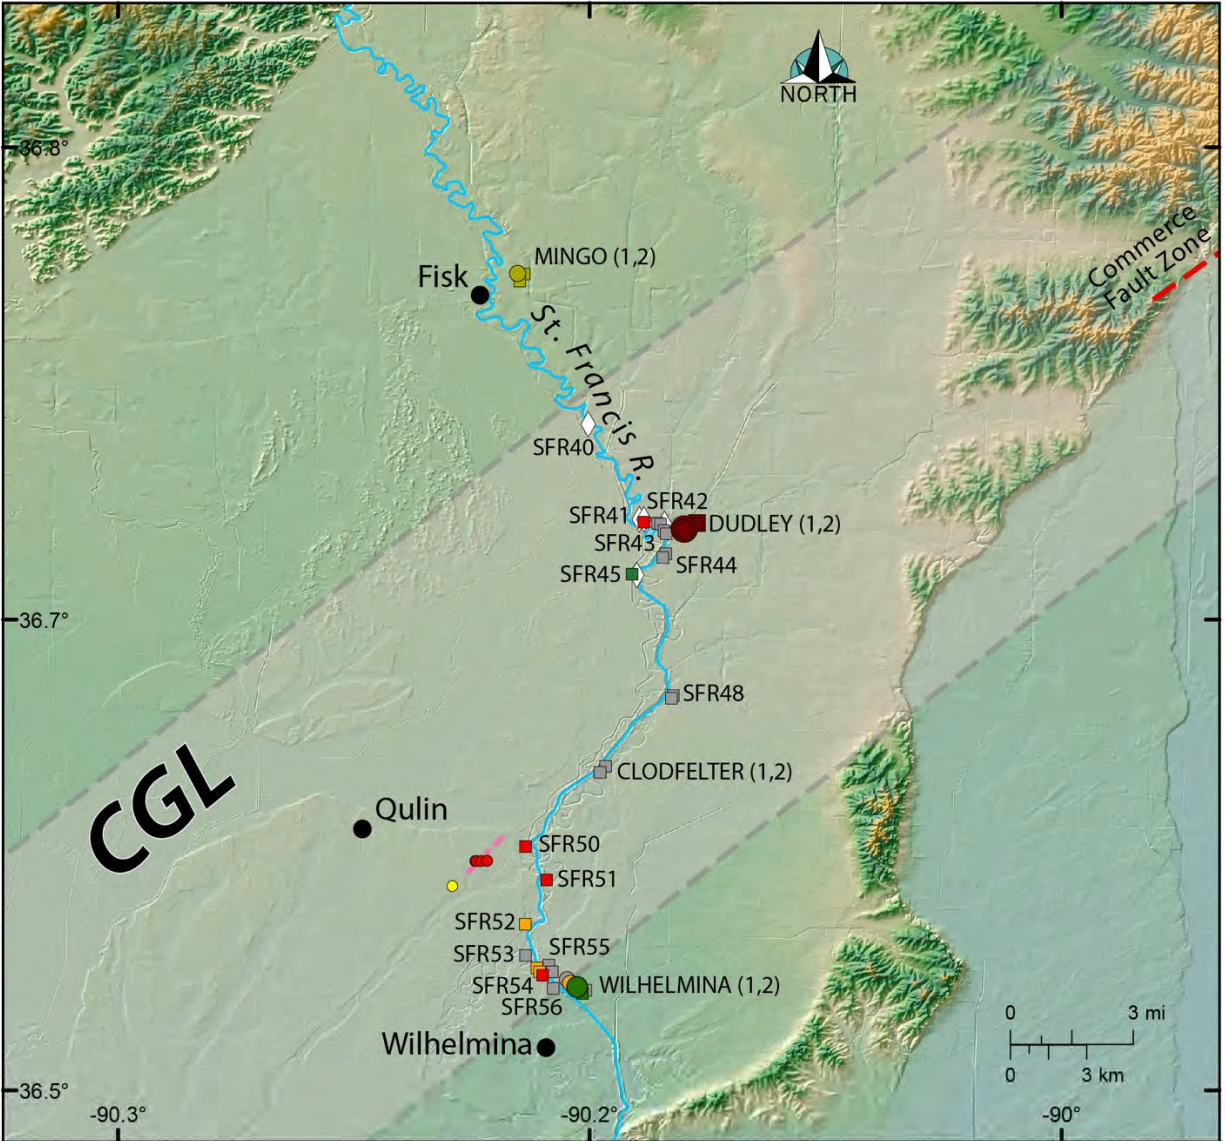 NORTH
36.8°
Commerce
Fault Zone
MINGO (1,2)
Fisk
St. Francis R.
SFR40
SFR42
SFR41
DUDLEY (1,2)
SFR43
SFR44
SFR45
36.7°
SFR48
CLODFELTER (1,2)
CGL
Qulin
SFR50
SFR51
SFR52
SFR55
SFR53
SFR54
WILHELMINA (1,2)
SFR56
Wilhelmina
0 3 mi
0 3 km
36.5°
-90.3°
-90.2°
-90°